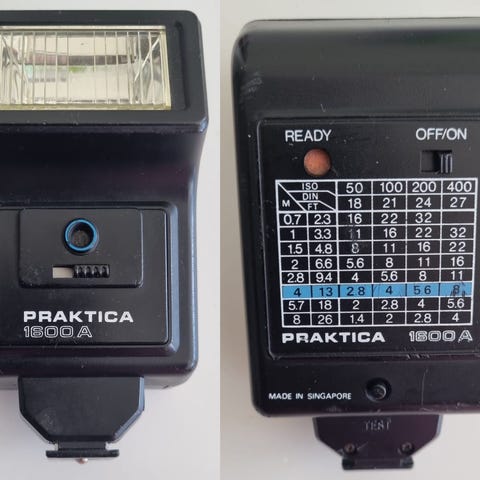 PRAKTICA
1600A
READY OFF/ON
ISO 50 100 200 400
DIN 18 21 24 27
M FT
0.7 2.3 16 22 32
1 3.3 11 16 22 32
1.5 4.8 8 11 16 22
2 6.6 5.6 8 11 16
2.8 9.4 4 5.6 8 11
4 13 2.8 4 5.6 8
5.7 18 2 2.8 4 5.6
8 26 1.4 2 2.8 4
PRAKTICA 1600A
MADE IN SINGAPORE
TEST